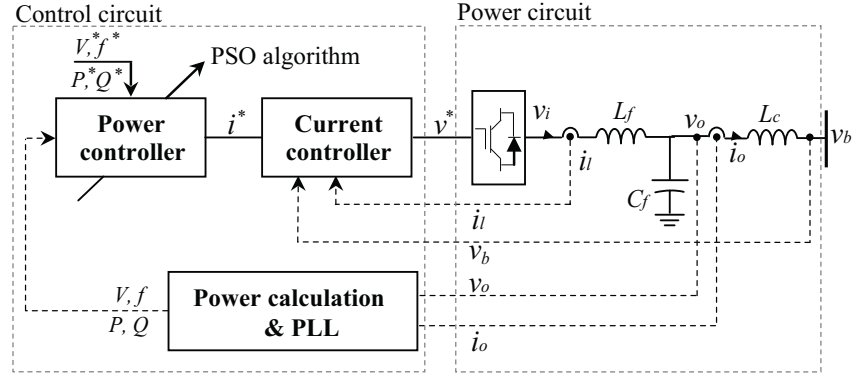 Control circuit
Power circuit
V,* f*
P,* Q*
PSO algorithm
Power controller
i*
Current controller
v*
vi
il
Lf
Cf
vo
io
Lc
vb
il
vb
vo
io
V, f
P, Q
Power calculation & PLL